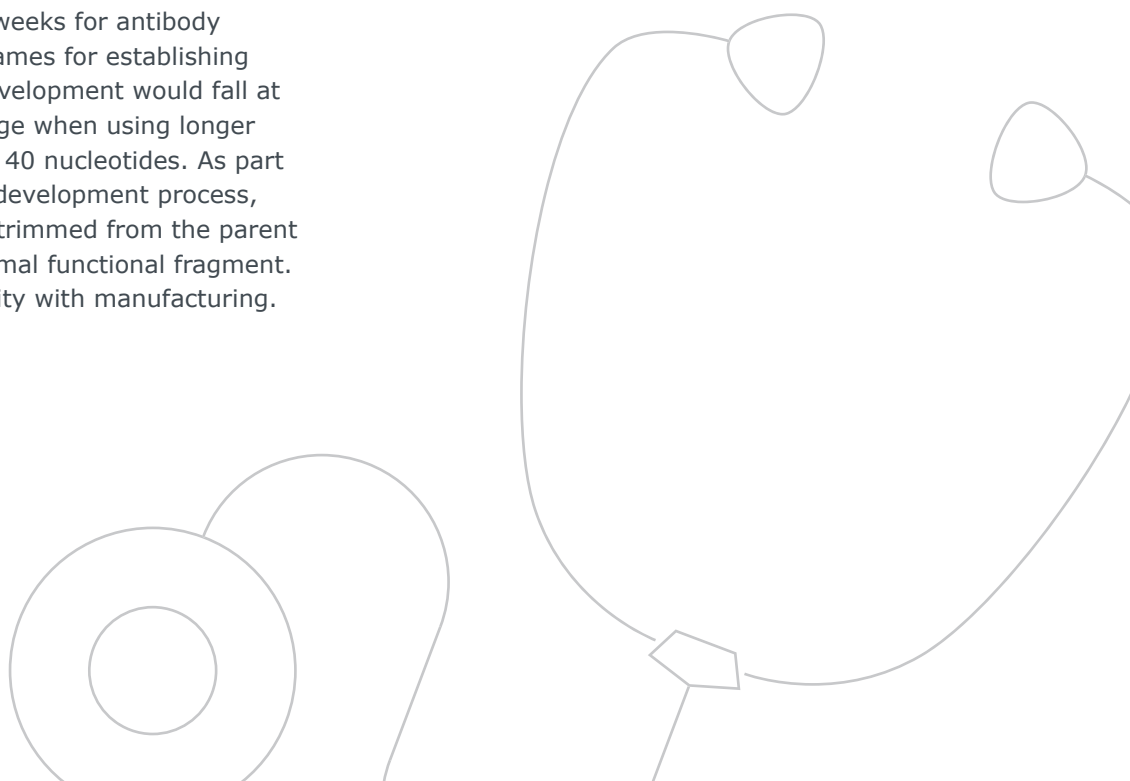 weeks for antibody
ames for establishing
velopment would fall at
ge when using longer
40 nucleotides. As part
development process,
trimmed from the parent
mal functional fragment.
ity with manufacturing.